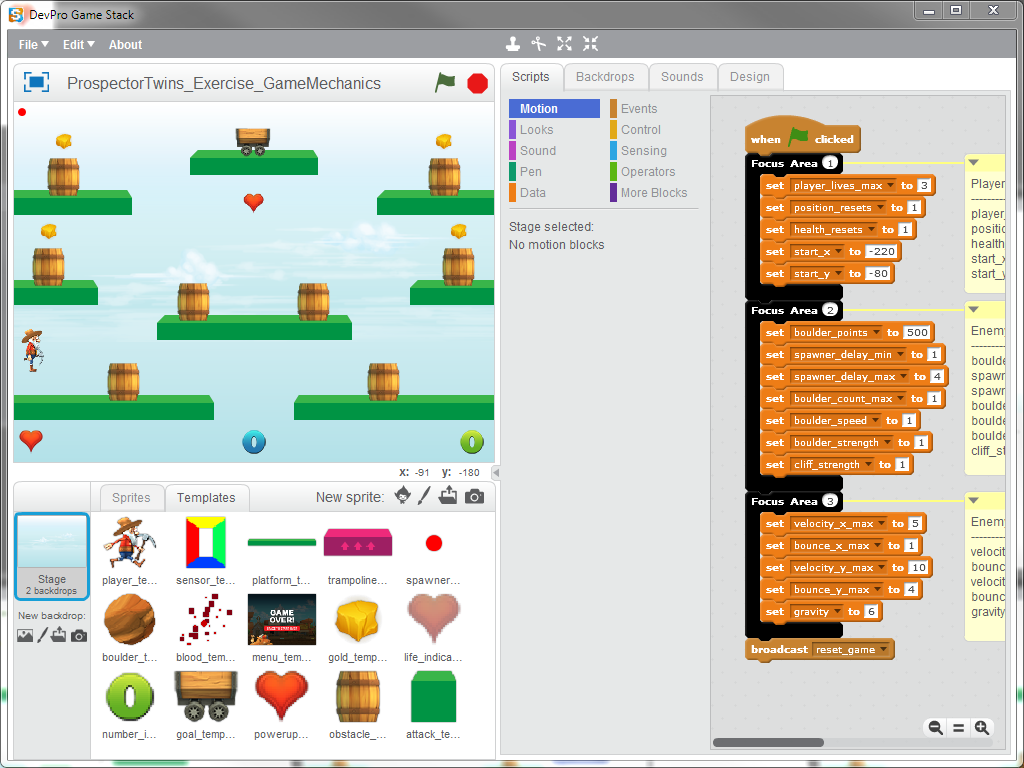 DevPro Game Stack
File Edit About
ProspectorTwins_Exercise_GameMechanics
0
0
x: -91 y: -180
Sprites Templates New sprite:
Stage
2 backdrops
New backdrop:
player_te...
sensor_te...
platform_t...
trampoline...
spawner...
boulder_t...
blood_tem...
GAME
OVER!
menu_tem...
gold_temp...
life_indica...
0
number_i...
goal_temp...
powerup...
obstacle_...
attack_te...
Scripts Backdrops Sounds Design
Motion Events
Looks Control
Sound Sensing
Pen Operators
Data More Blocks
Stage selected:
No motion blocks
when clicked
Focus Area 1
set player_lives_max to 3
set position_resets to 1
set health_resets to 1
set start_x to -220
set start_y to -80
Player
----------
player_
positio
health
start_x
start_y
Focus Area 2
set boulder_points to 500
set spawner_delay_min to 1
set spawner_delay_max to 4
set boulder_count_max to 1
set boulder_speed to 1
set boulder_strength to 1
set cliff_strength to 1
Enemy
----------
boulde
spawn
spawn
boulde
boulde
boulde
cliff_st
Focus Area 3
set velocity_x_max to 5
set bounce_x_max to 1
set velocity_y_max to 10
set bounce_y_max to 4
set gravity to 6
Enemy
----------
velocit
bounc
velocit
bounc
gravity
broadcast reset_game